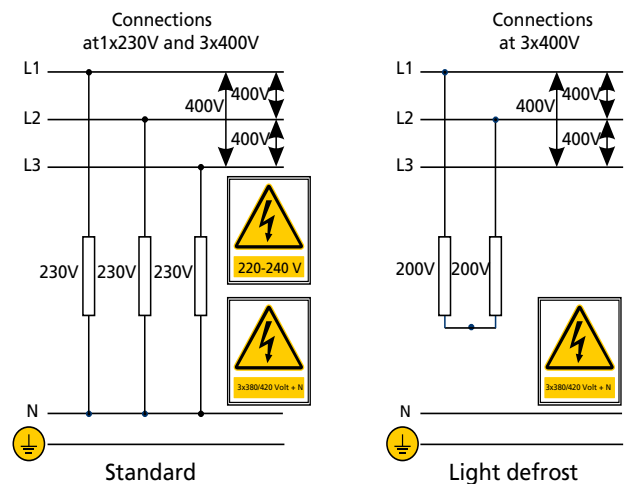 Connections
at1x230V and 3x400V
L1
400V
400V
L2
400V
L3
230V
230V
230V
220-240 V
3x380/420 Volt + N
N
Standard
Connections
at 3x400V
L1
400V
400V
L2
400V
L3
200V
200V
3x380/420 Volt + N
N
Light defrost